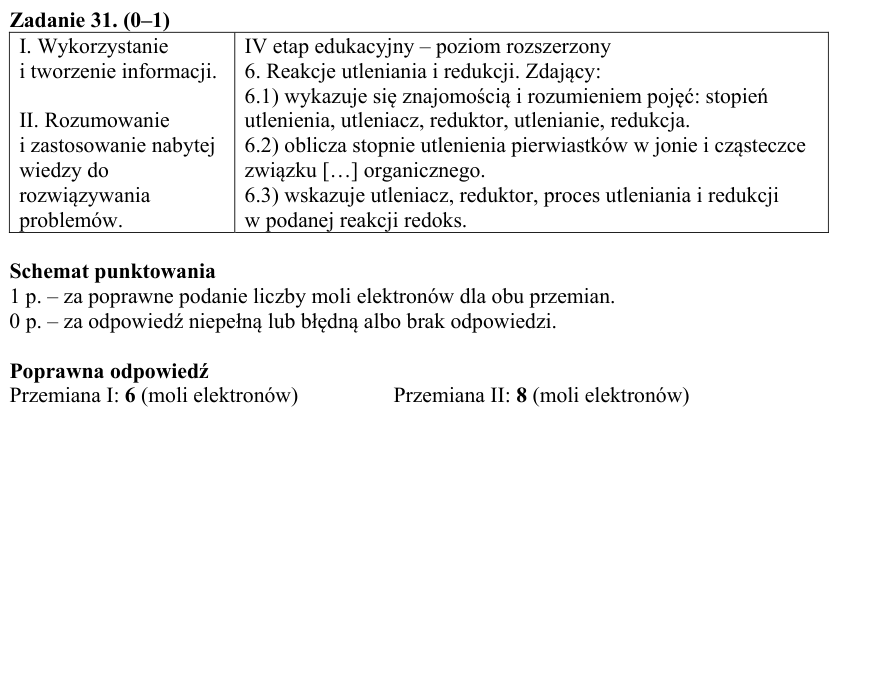 Zadanie 31. (0–1)
I. Wykorzystanie
i tworzenie informacji.
II. Rozumowanie
i zastosowanie nabytej
wiedzy do
rozwiązywania
problemów.
IV etap edukacyjny – poziom rozszerzony
6. Reakcje utleniania i redukcji. Zdający:
6.1) wykazuje się znajomością i rozumieniem pojęć: stopień
utlenienia, utleniacz, reduktor, utlenianie, redukcja.
6.2) oblicza stopnie utlenienia pierwiastków w jonie i cząsteczce
związku […] organicznego.
6.3) wskazuje utleniacz, reduktor, proces utleniania i redukcji
w podanej reakcji redoks.
Schemat punktowania
1 p. – za poprawne podanie liczby moli elektronów dla obu przemian.
0 p. – za odpowiedź niepełną lub błędną albo brak odpowiedzi.
Poprawna odpowiedź
Przemiana I: 6 (moli elektronów) Przemiana II: 8 (moli elektronów)